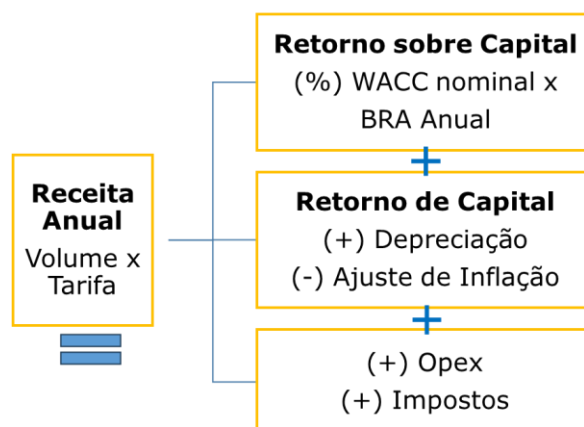 Receita
Anual
Volume x
Tarifa
Retorno sobre Capital
(%) WACC nominal x
BRA Anual
+
Retorno de Capital
(+) Depreciação
(-) Ajuste de Inflação
+
(+) Opex
(+) Impostos